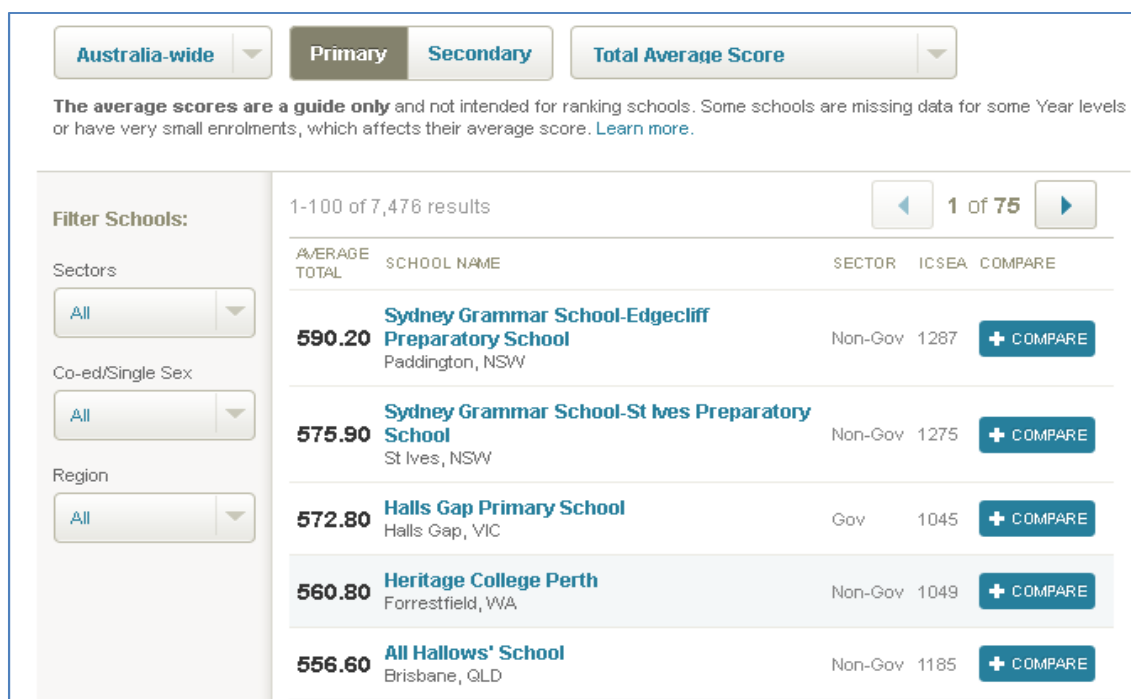 Australia-wide Primary Secondary Total Average Score
The average scores are a guide only and not intended for ranking schools. Some schools are missing data for some Year levels
or have very small enrolments, which affects their average score. Learn more.
Filter Schools:
Sectors
All
Co-ed/Single Sex
All
Region
All
1-100 of 7,476 results 1 of 75
AVERAGE TOTAL SCHOOL NAME SECTOR ICSEA COMPARE
Sydney Grammar School-Edgecliff
590.20 Preparatory School Non-Gov 1287 + COMPARE
Paddington, NSW
Sydney Grammar School-St Ives Preparatory
575.90 School Non-Gov 1275 + COMPARE
St Ives, NSW
572.80 Halls Gap Primary School Gov 1045 + COMPARE
Halls Gap, VIC
560.80 Heritage College Perth Non-Gov 1049 + COMPARE
Forrestfield, WA
556.60 All Hallows' School Non-Gov 1185 + COMPARE
Brisbane, QLD